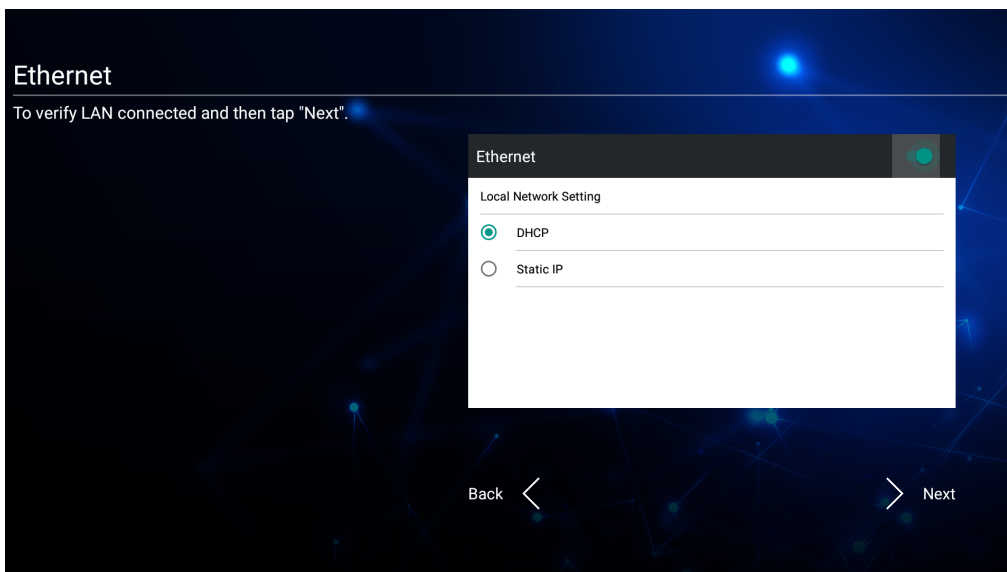 Ethernet
To verify LAN connected and then tap "Next".
Ethernet
Local Network Setting
DHCP
Static IP
Back
Next